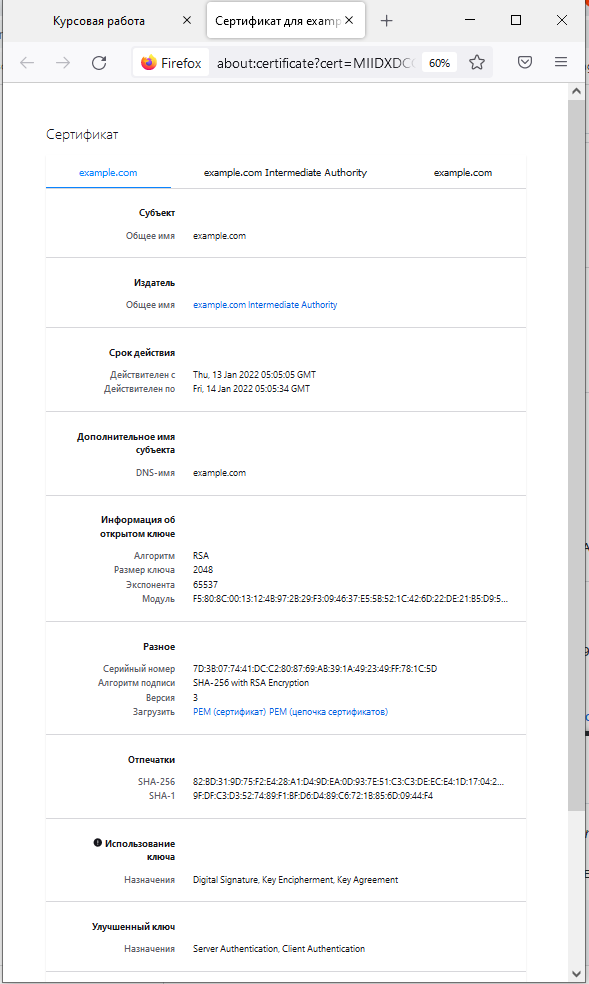 Курсовая работа
Сертификат для examp
Firefox
about:certificate?cert=MIIDXDCC
60%
Сертификат
example.com
example.com Intermediate Authority
example.com
Субъект
Общее имя example.com
Издатель
Общее имя example.com Intermediate Authority
Срок действия
Действителен с Thu, 13 Jan 2022 05:05:05 GMT
Действителен по Fri, 14 Jan 2022 05:05:34 GMT
Дополнительное имя
субъекта
DNS-имя example.com
Информация об
открытом ключе
Алгоритм RSA
Размер ключа 2048
Экспонента 65537
Модуль F5:80:8C:00:13:12:4B:97:2B:29:F3:09:46:37:E5:5B:52:1C:42:6D:22:DE:21:B5:D9:5...
Разное
Серийный номер 7D:3B:07:74:41:DC:C2:80:87:69:AB:39:1A:49:23:49:FF:78:1C:5D
Алгоритм подписи SHA-256 with RSA Encryption
Версия 3
Загрузить PEM (сертификат) PEM (цепочка сертификатов)
Отпечатки
SHA-256 82:BD:31:9D:75:F2:E4:28:A1:D4:9D:EA:0D:93:7E:51:C3:C3:DE:EC:E4:1D:17:04:2...
SHA-1 9F:DF:C3:D3:52:74:89:F1:BF:D6:D4:89:C6:72:1B:85:6D:09:44:F4
Использование
ключа
Назначения Digital Signature, Key Encipherment, Key Agreement
Улучшенный ключ
Назначения Server Authentication, Client Authentication